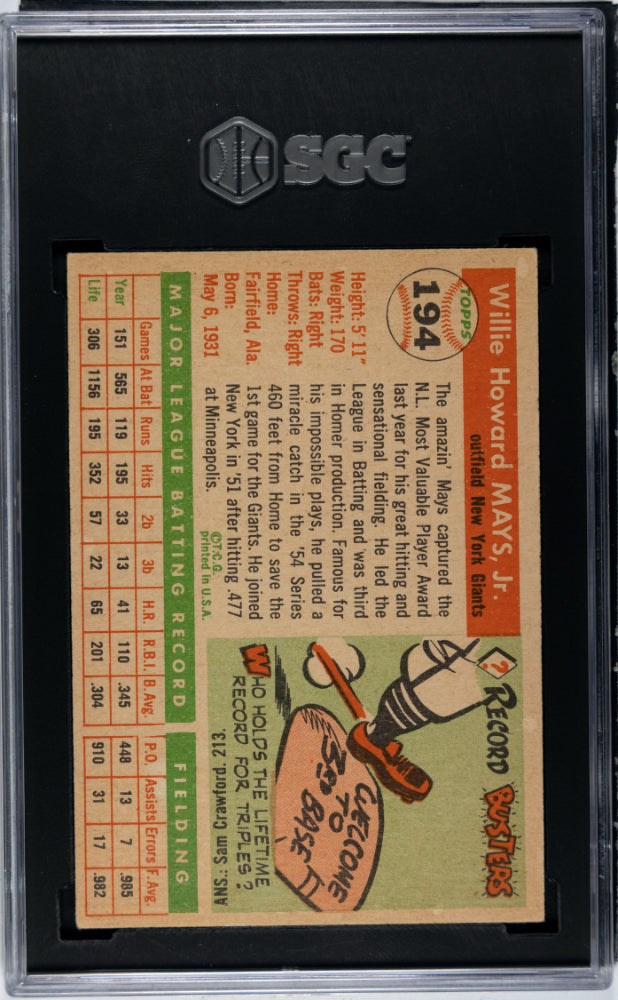 SGC
Willie Howard MAYS, Jr.
outfield New York Giants
TOPPS
194
Height: 5' 11"
Weight: 170
Bats: Right
Throws: Right
Home:
Fairfield, Ala.
Born:
May 6, 1931
The amazin' Mays captured the
N.L. Most Valuable Player Award
last year for his great hitting and
sensational fielding. He led the
League in Batting and was third
in Homer production. Famous for
his impossible plays, he pulled a
miracle catch in the '54 Series
460 feet from Home to save the
1st game for the Giants. He joined
New York in '51 after hitting .477
at Minneapolis.
©T.C.G.
printed in U.S.A.
?
RECORD BUSTERS
WELCOME
TO
3RD BASE
WHO HOLDS THE LIFETIME
RECORD FOR TRIPLES?
ANS: Sam Crawford. 213
MAJOR LEAGUE BATTING RECORD FIELDING
Games At Bat Runs Hits 2b 3b H.R. R.B.I. B.Avg. P.O. Assists Errors F.Avg.
Year 151 565 119 195 33 13 41 110 .345 448 13 7 .985
Life 306 1156 195 352 57 22 65 201 .304 910 31 17 .982